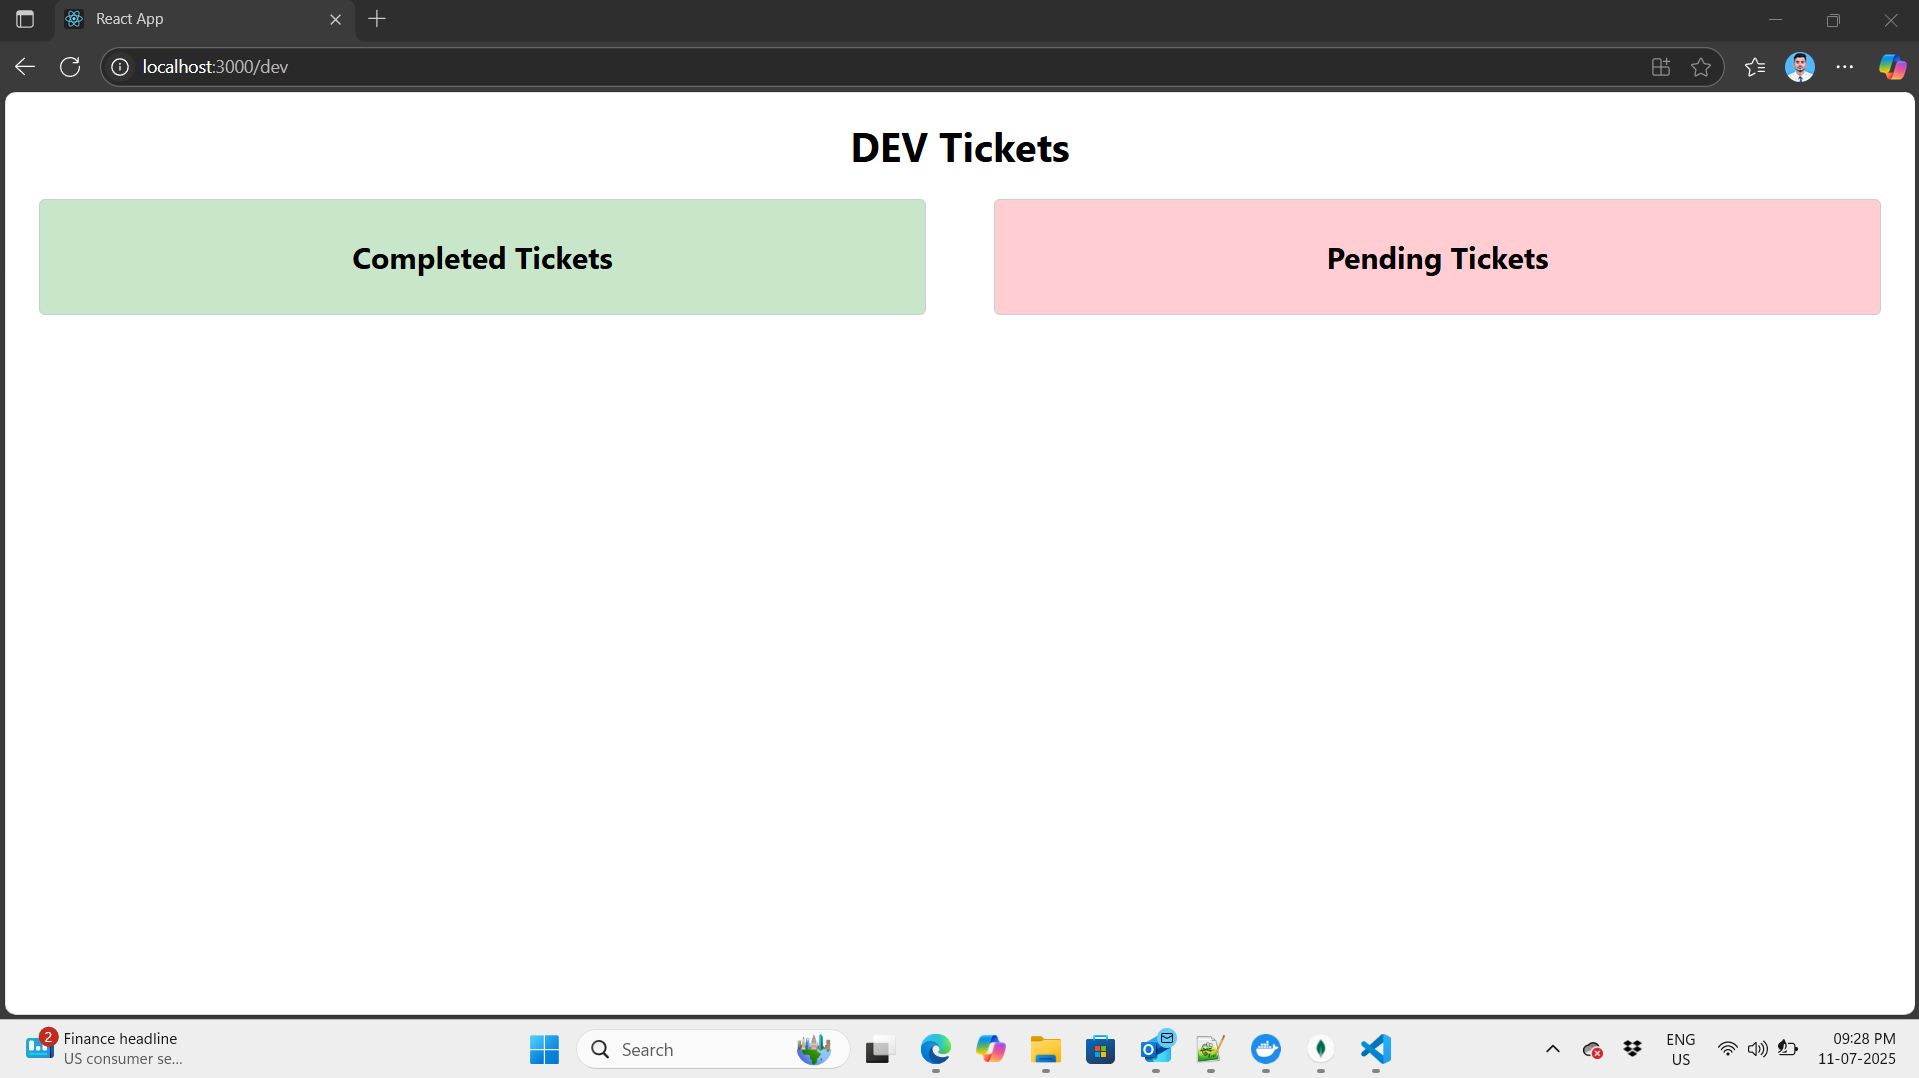 React App
localhost:3000/dev
DEV Tickets
Completed Tickets
Pending Tickets
2
Finance headline
US consumer se...
Search
ENG
US
09:28 PM
11-07-2025